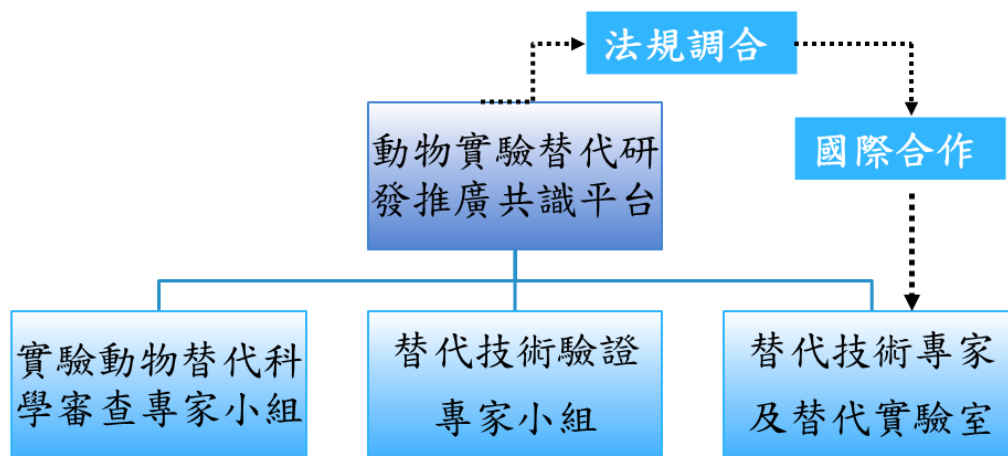 法規調合
國際合作
動物實驗替代研
發推廣共識平台
實驗動物替代科
學審查專家小組
替代技術驗證
專家小組
替代技術專家
及替代實驗室